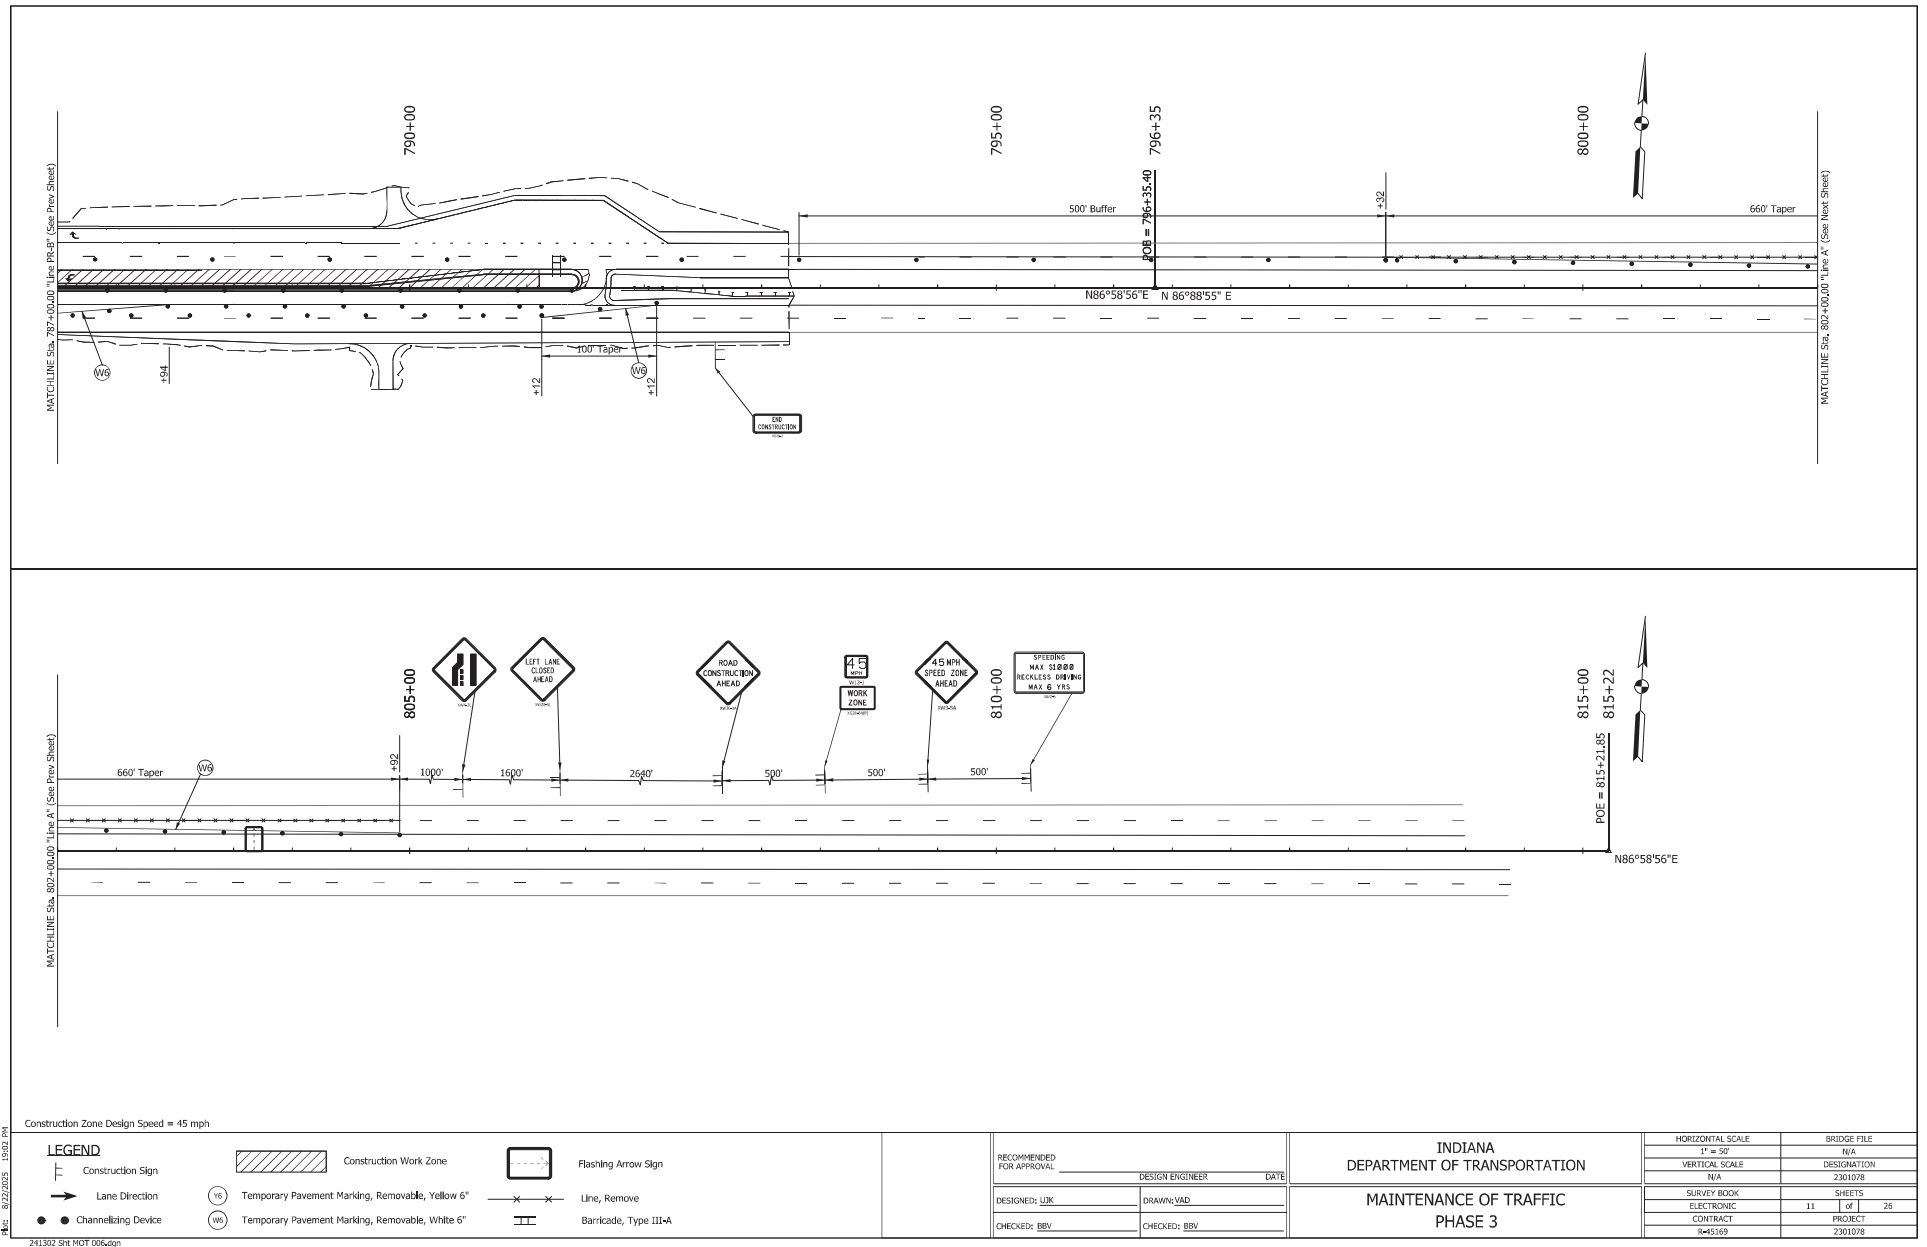 790+00
795+00
796+35
800+00
MATCHLINE Sta. 787+00.00 "Line PR-B" (See Prev Sheet)
POB = 796+35.40
+32
500' Buffer
660' Taper
MATCHLINE Sta. 802+00.00 "Line A" (See Next Sheet)
N86°58'56"E
N 86°88'55" E
W6
+94
100' Taper
W6
+12
+12
END
CONSTRUCTION
805+00
810+00
815+00
815+22
LEFT LANE
CLOSED
AHEAD
ROAD
CONSTRUCTION
AHEAD
45
MPH
WORK
ZONE
45 MPH
SPEED ZONE
AHEAD
SPEEDING
MAX $1000
RECKLESS DRIVING
MAX 6 YRS
MATCHLINE Sta. 802+00.00 "Line A" (See Prev Sheet)
660' Taper
W6
+92
1000'
1600'
2640'
500'
500'
500'
POE = 815+21.85
N86°58'56"E
Construction Zone Design Speed = 45 mph
LEGEND
Construction Sign
Lane Direction
Channelizing Device
Construction Work Zone
Y6 Temporary Pavement Marking, Removable, Yellow 6"
W6 Temporary Pavement Marking, Removable, White 6"
Flashing Arrow Sign
Line, Remove
Barricade, Type III-A
RECOMMENDED
FOR APPROVAL
DESIGN ENGINEER DATE
DESIGNED: UJK DRAWN: VAD
CHECKED: BBV CHECKED: BBV
INDIANA
DEPARTMENT OF TRANSPORTATION
MAINTENANCE OF TRAFFIC
PHASE 3
HORIZONTAL SCALE BRIDGE FILE
1" = 50' N/A
VERTICAL SCALE DESIGNATION
N/A 2301078
SURVEY BOOK SHEETS
ELECTRONIC 11 of 26
CONTRACT PROJECT
R-45169 2301078
Plot: 8/22/2025 19:02 PM
241302 Sht MOT 006.dgn